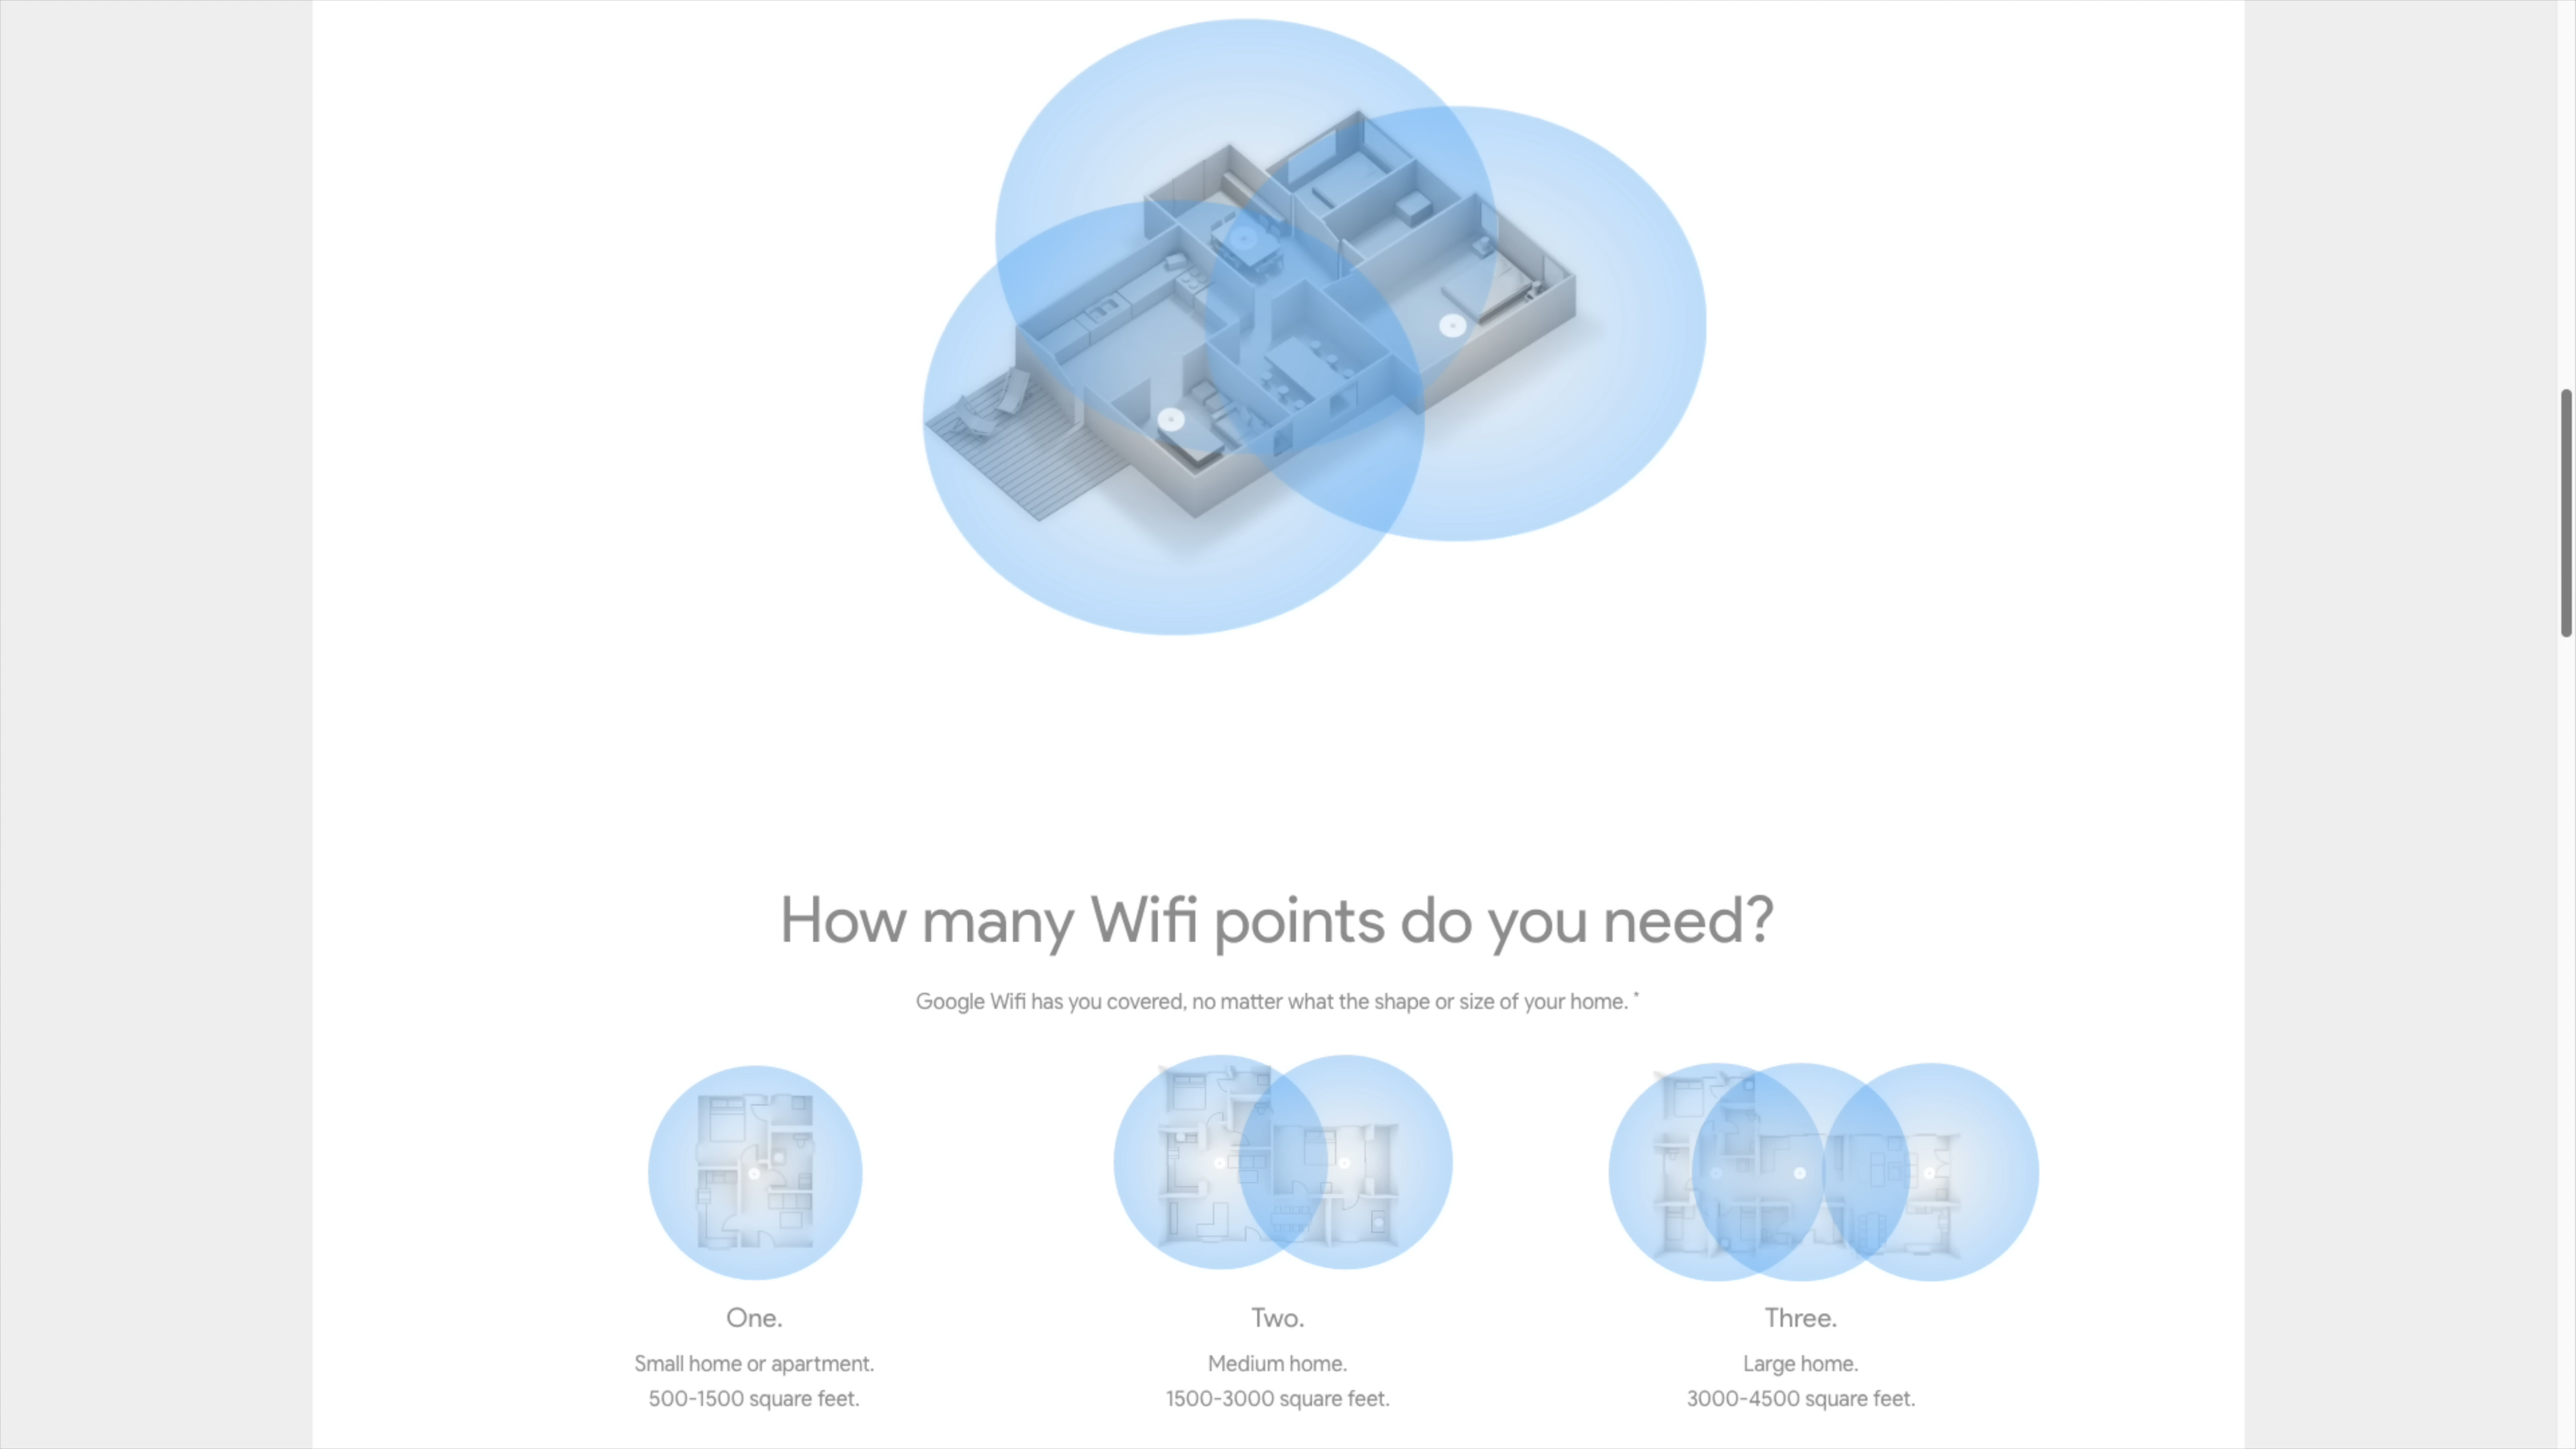 How many Wifi points do you need?
Google Wifi has you covered, no matter what the shape or size of your home. *
One.
Small home or apartment.
500-1500 square feet.
Two.
Medium home.
1500-3000 square feet.
Three.
Large home.
3000-4500 square feet.